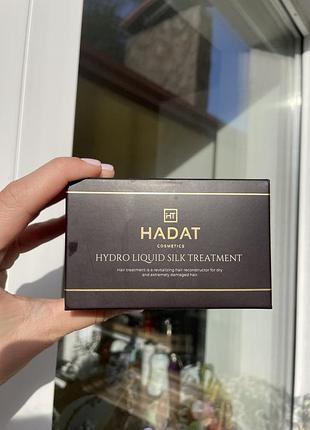 HT
HADAT
COSMETICS
HYDRO LIQUID SILK TREATMENT
Hair treatment is a revitalizing hair reconstructor for dry
and extremely damaged hair.